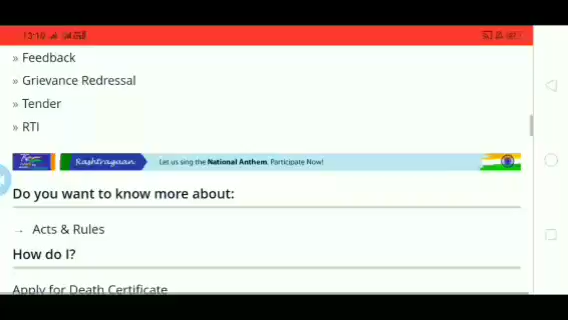 » Feedback
» Grievance Redressal
» Tender
» RTI
Rashtragaan Let us sing the National Anthem. Participate Now!
Do you want to know more about:
→ Acts & Rules
How do I?
Apply for Death Certificate